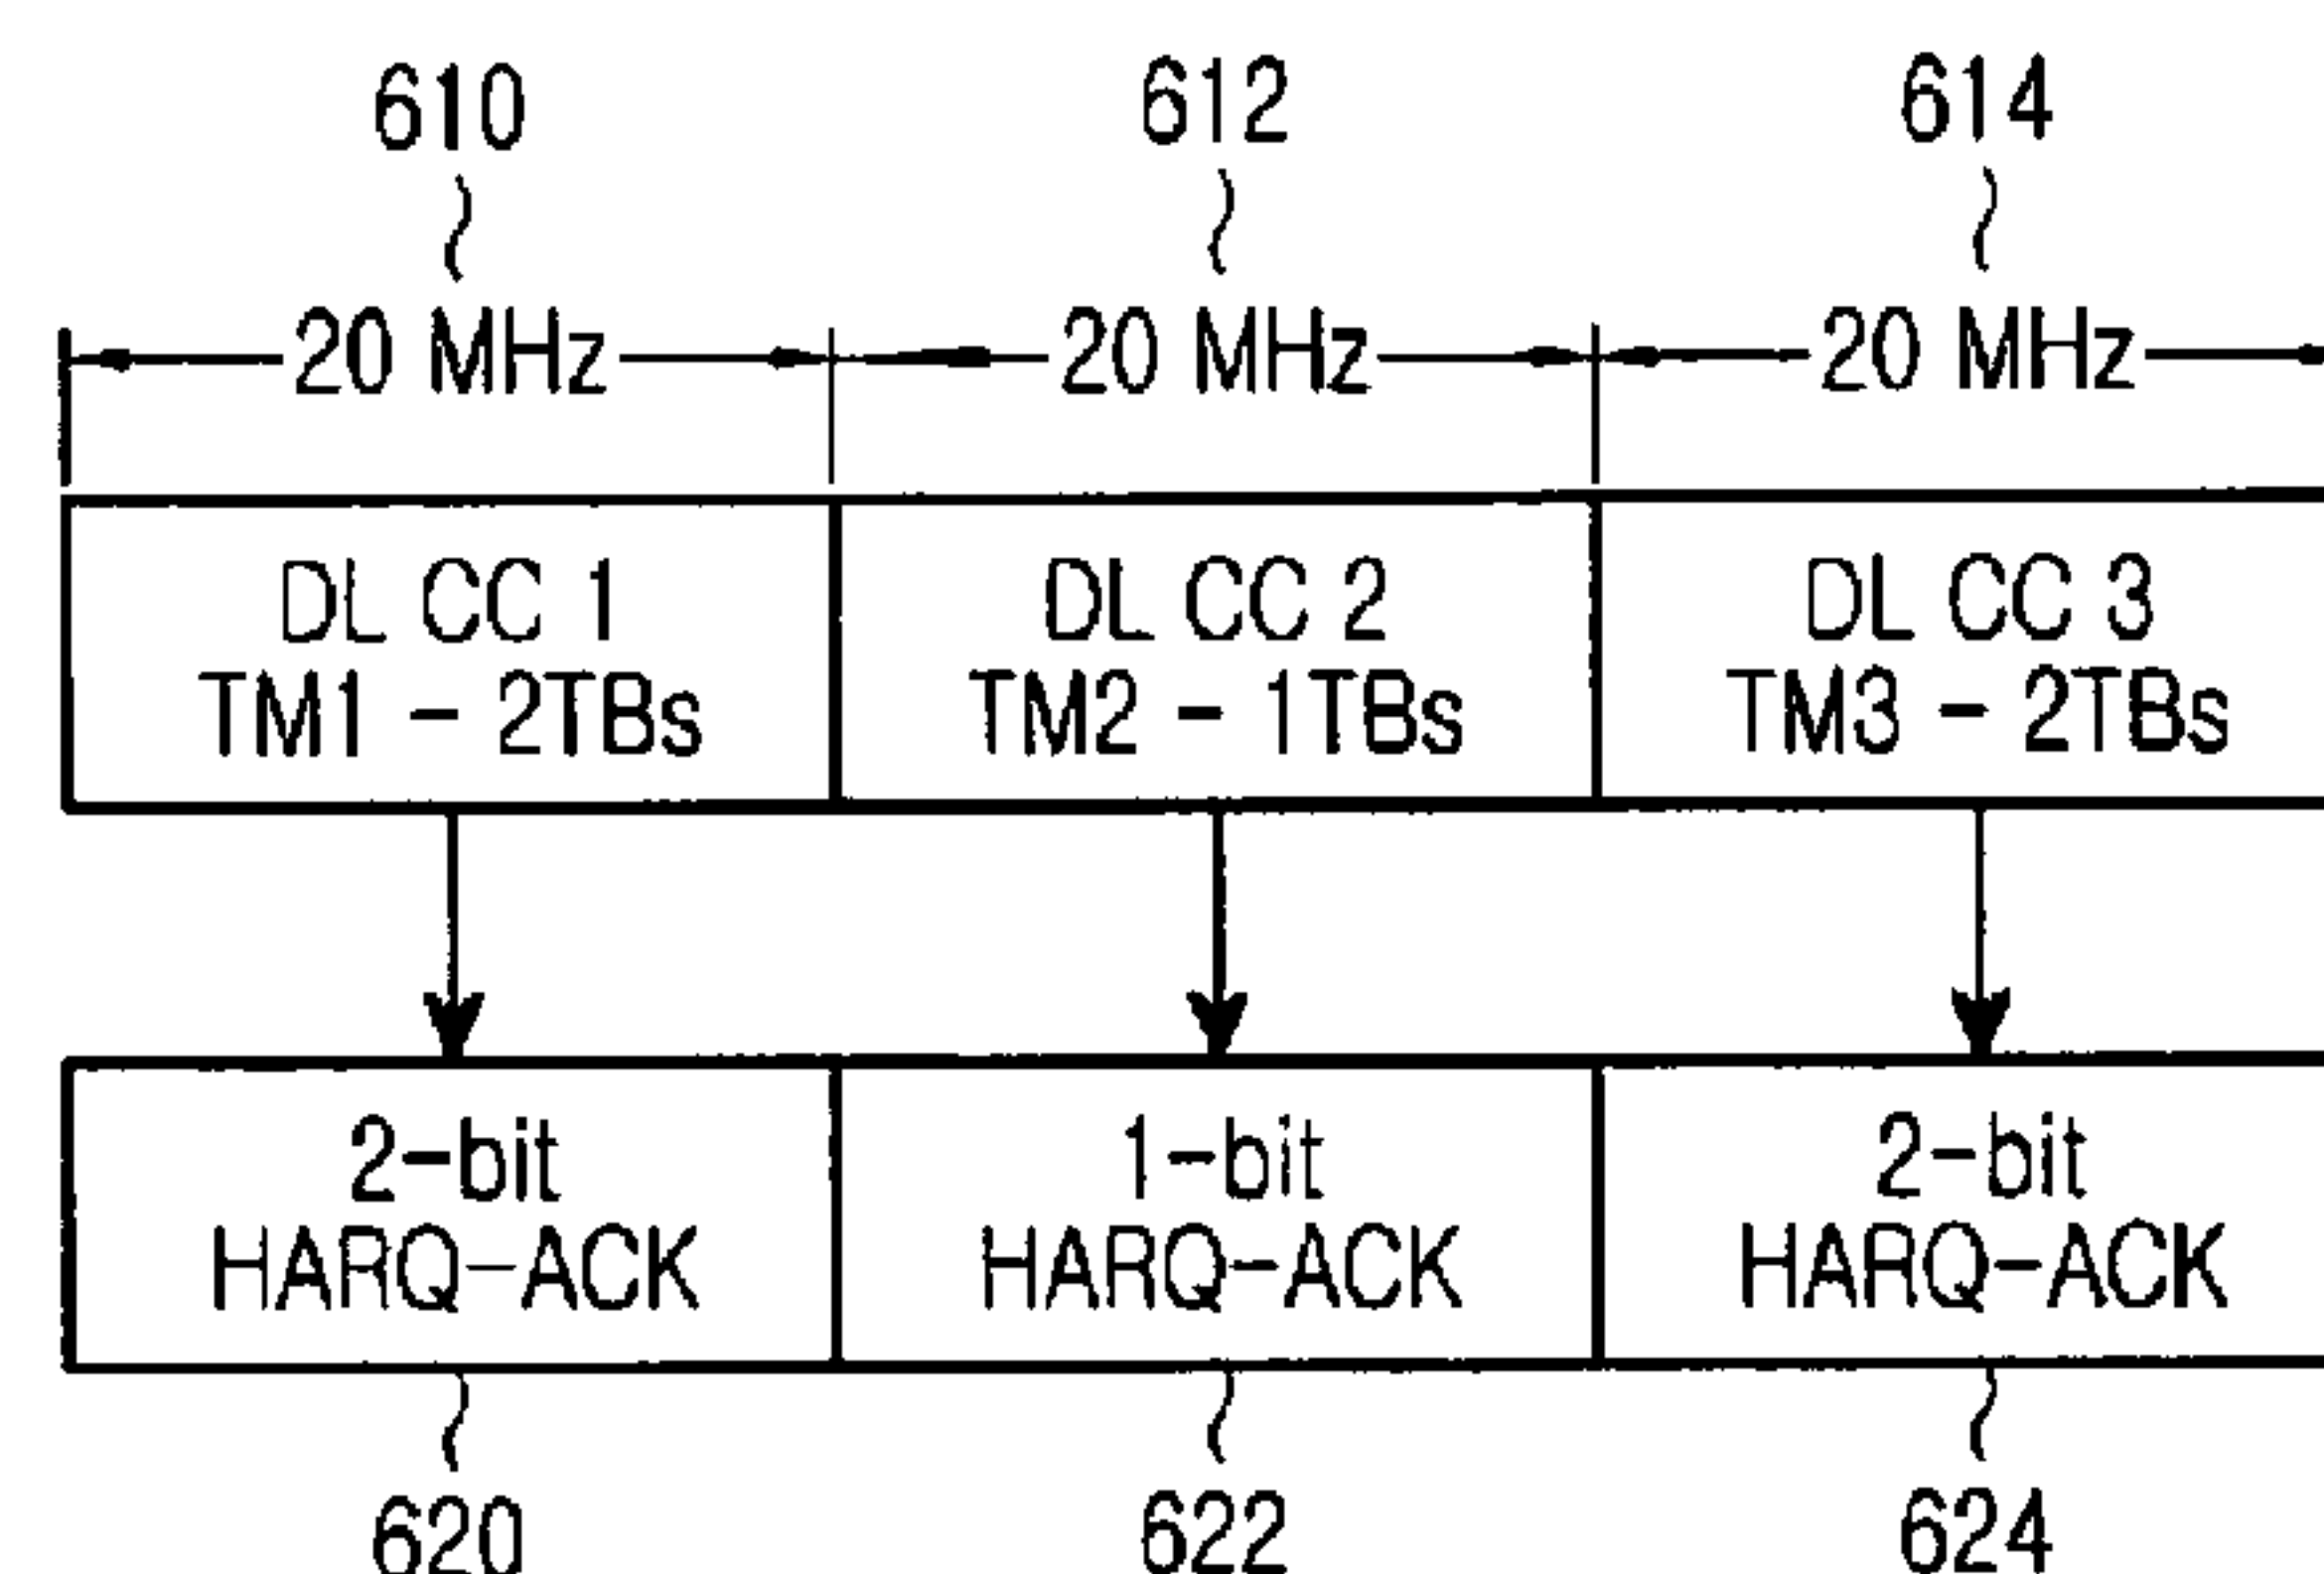 610 612 614
20 MHz 20 MHz 20 MHz
DL CC 1 DL CC 2 DL CC 3
TM1 - 2TBs TM2 - 1TBs TM3 - 2TBs
2-bit 1-bit 2-bit
HARQ-ACK HARQ-ACK HARQ-ACK
620 622 624